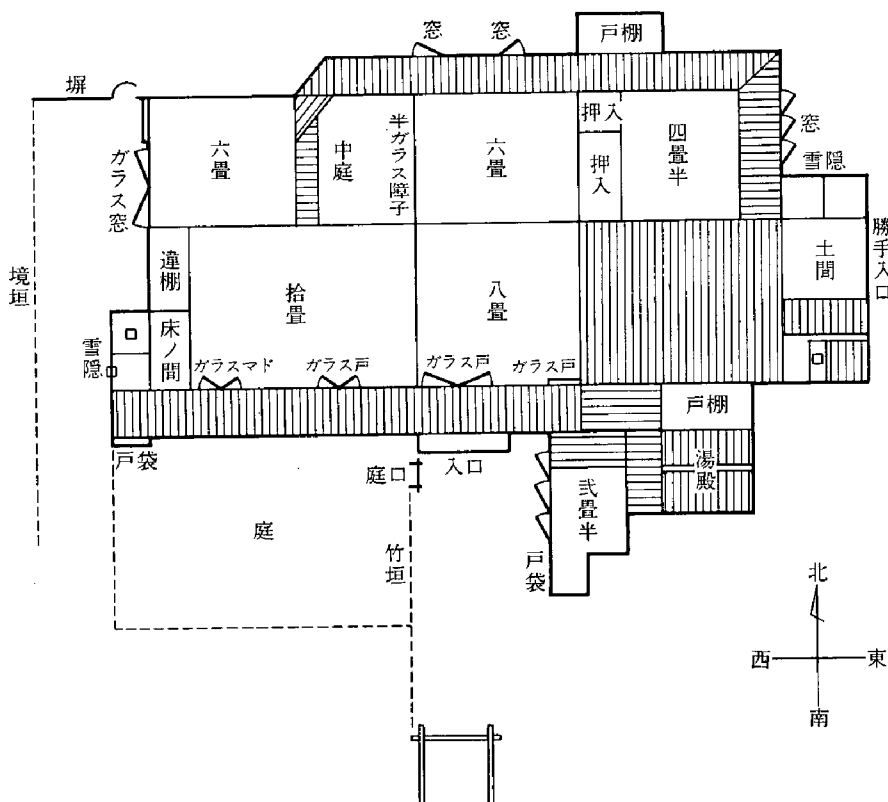 窓
窓
戸棚
塀
ガラス窓
六畳
中庭
半ガラス障子
六畳
押入
押入
四畳半
窓
雪隠
勝手入口
土間
境垣
違棚
拾畳
八畳
雪隠
床ノ間
ガラスマド
ガラス戸
ガラス戸
ガラス戸
戸棚
戸袋
庭口
入口
湯殿
庭
竹垣
弐畳半
戸袋
北
西
東
南